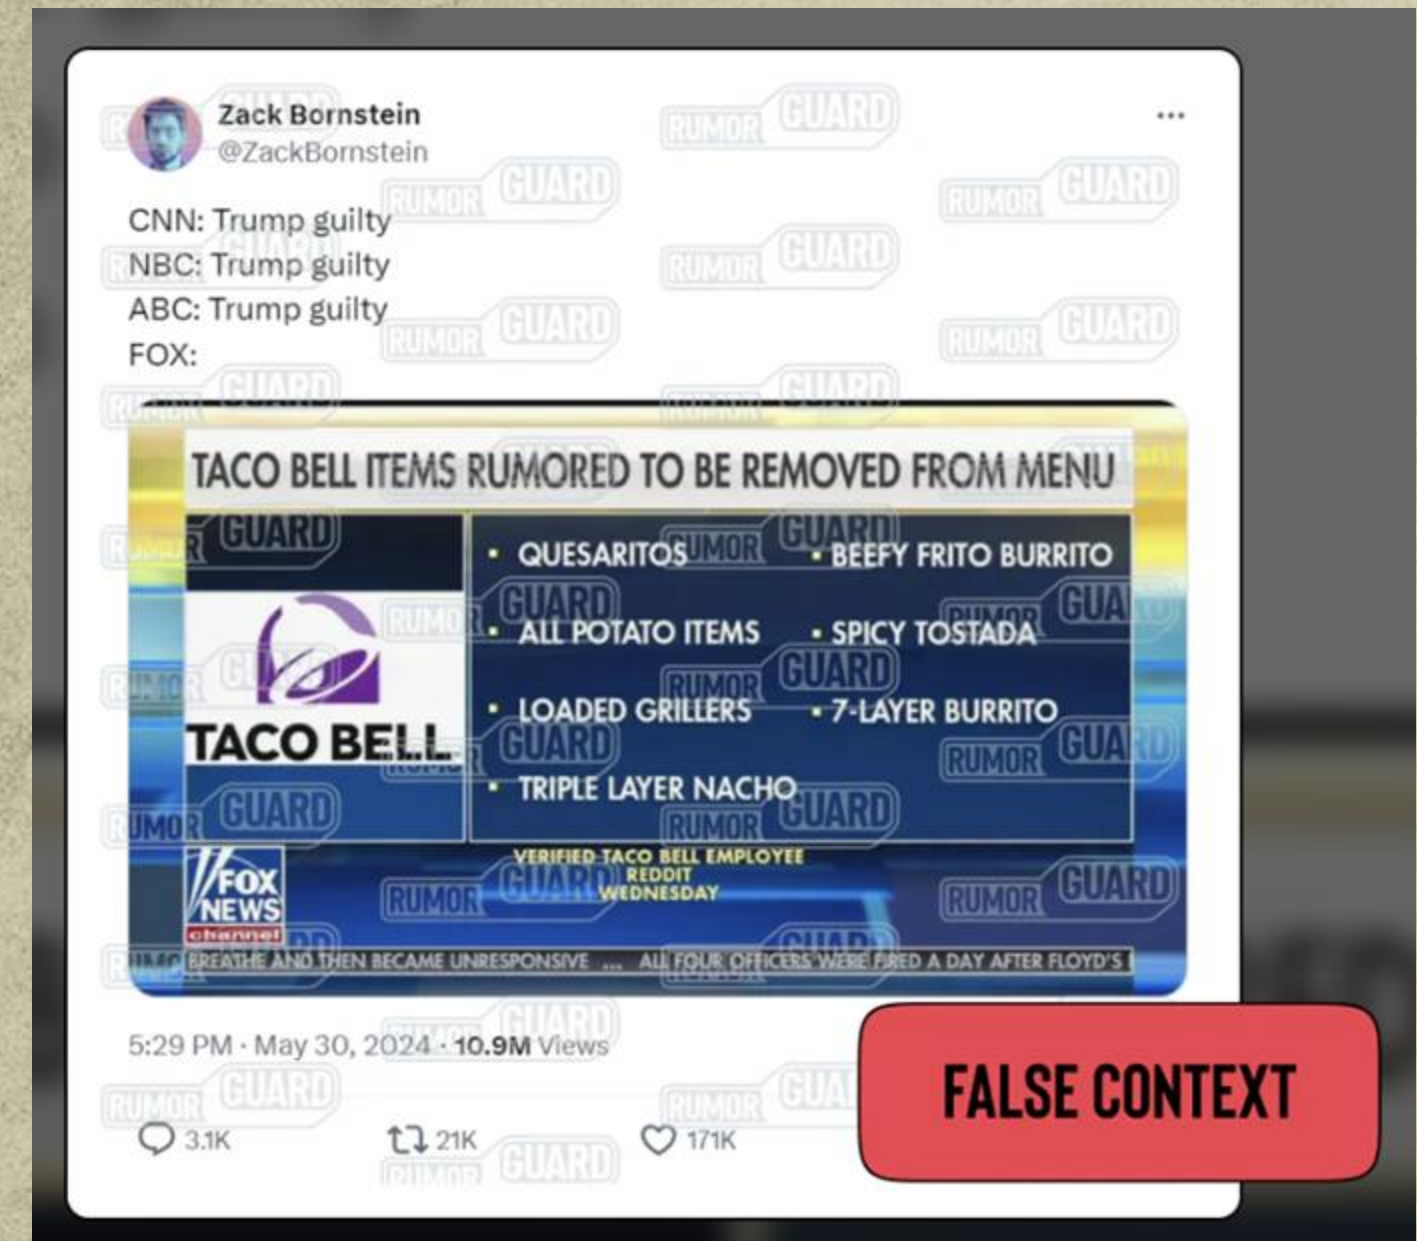 Zack Bornstein
@ZackBornstein
CNN: Trump guilty
NBC: Trump guilty
ABC: Trump guilty
FOX:
TACO BELL ITEMS RUMORED TO BE REMOVED FROM MENU
QUESARITOS
ALL POTATO ITEMS
LOADED GRILLERS
TRIPLE LAYER NACHO
BEEFY FRITO BURRITO
SPICY TOSTADA
7-LAYER BURRITO
TACO BELL
VERIFIED TACO BELL EMPLOYEE
REDDIT
WEDNESDAY
FOX
NEWS
channel
BREATHE AND THEN BECAME UNRESPONSIVE ... ALL FOUR OFFICERS WERE FIRED A DAY AFTER FLOYD'S
5:29 PM · May 30, 2024 · 10.9M Views
3.1K 21K 171K
FALSE CONTEXT
RUMOR GUARD